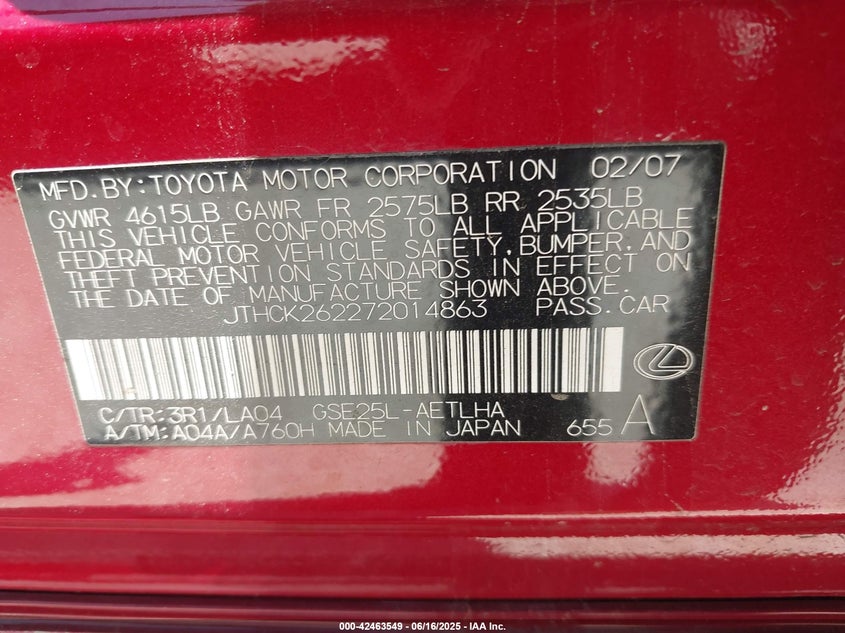 MFD.BY:TOYOTA MOTOR CORPORATION 02/07
GVWR 4615LB GAWR FR 2575LB RR 2535LB
THIS VEHICLE CONFORMS TO ALL APPLICABLE
FEDERAL MOTOR VEHICLE SAFETY,BUMPER,AND
THEFT PREVENTION STANDARDS IN EFFECT ON
THE DATE OF MANUFACTURE SHOWN ABOVE.
JTHCK262272014863 PASS.CAR
C/TR:3R1/LA04 GSE25L-AETLHA
A/TM:A04A/A760H MADE IN JAPAN 655 A
000-42463549 - 06/16/2025 - IAA Inc.